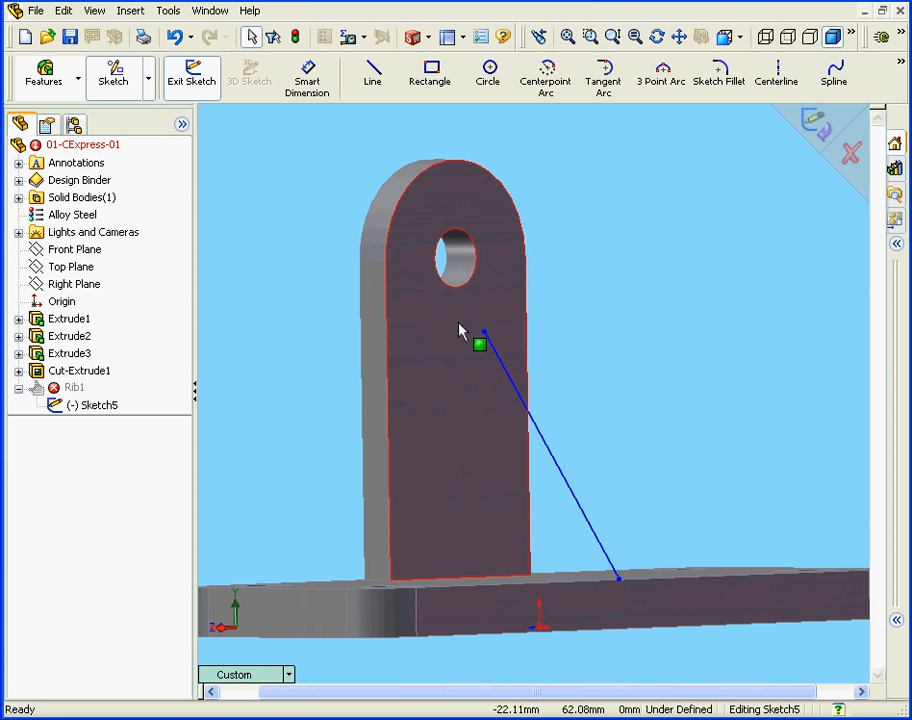 File Edit View Insert Tools Window Help
Features Sketch Exit Sketch 3D Sketch Smart Dimension Line Rectangle Circle Centerpoint Arc Tangent Arc 3 Point Arc Sketch Fillet Centerline Spline
01-CExpress-01
Annotations
Design Binder
Solid Bodies(1)
Alloy Steel
Lights and Cameras
Front Plane
Top Plane
Right Plane
Origin
Extrude1
Extrude2
Extrude3
Cut-Extrude1
Rib1
(-) Sketch5
Y
Z
Custom
Ready -22.11mm 62.08mm 0mm Under Defined Editing Sketch5